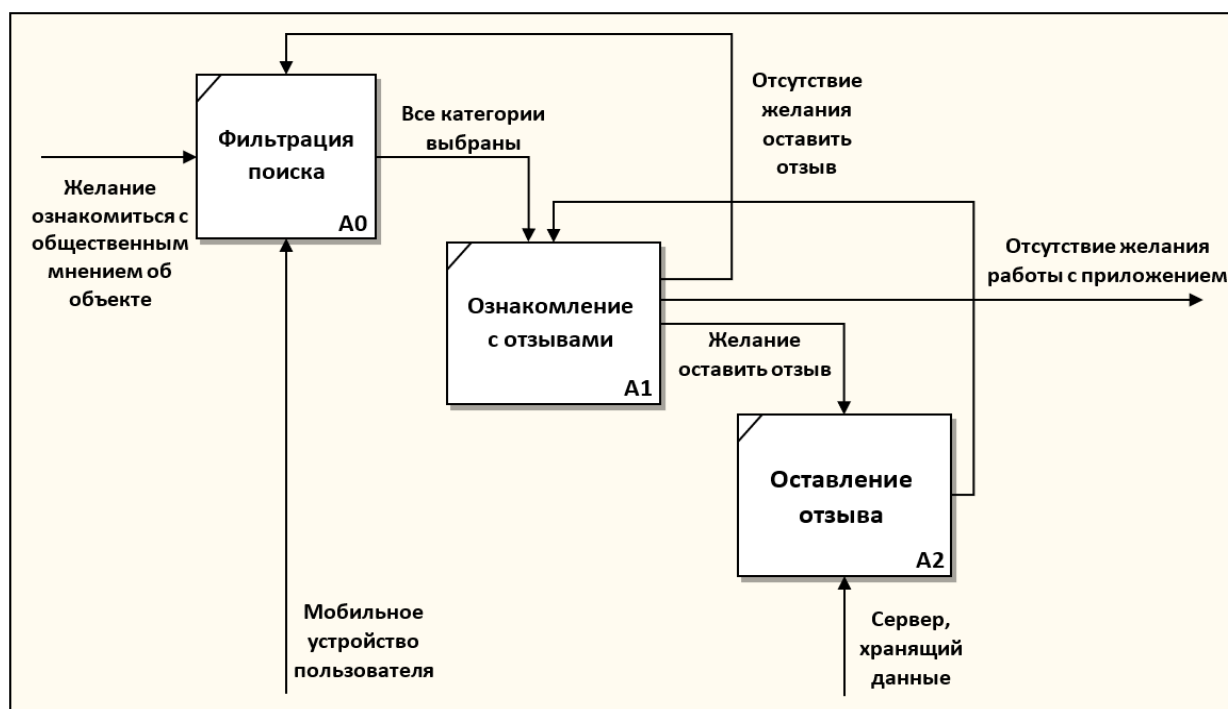 Фильтрация
поиска
A0
Желание
ознакомиться с
общественным
мнением об
объекте
Все категории
выбраны
Отсутствие
желания
оставить
отзыв
Ознакомление
с отзывами
A1
Отсутствие желания
работы с приложением
Желание
оставить отзыв
Оставление
отзыва
A2
Мобильное
устройство
пользователя
Сервер,
хранящий
данные